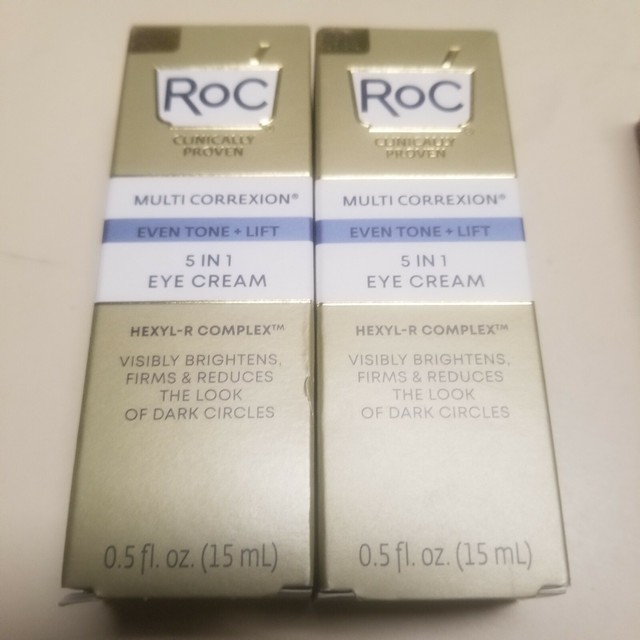 RoC
CLINICALLY
PROVEN
MULTI CORREXION®
EVEN TONE + LIFT
5 IN 1
EYE CREAM
HEXYL-R COMPLEX™
VISIBLY BRIGHTENS,
FIRMS & REDUCES
THE LOOK
OF DARK CIRCLES
0.5 fl. oz. (15 mL)
RoC
CLINICALLY
PROVEN
MULTI CORREXION®
EVEN TONE + LIFT
5 IN 1
EYE CREAM
HEXYL-R COMPLEX™
VISIBLY BRIGHTENS,
FIRMS & REDUCES
THE LOOK
OF DARK CIRCLES
0.5 fl. oz. (15 mL)